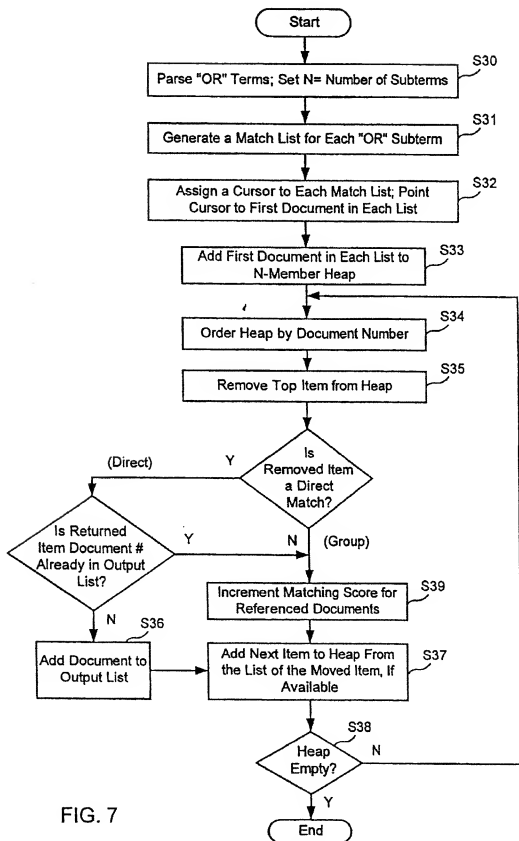 Start
S30
Parse "OR" Terms; Set N= Number of Subterms
S31
Generate a Match List for Each "OR" Subterm
S32
Assign a Cursor to Each Match List; Point
Cursor to First Document in Each List
S33
Add First Document in Each List to
N-Member Heap
S34
Order Heap by Document Number
S35
Remove Top Item from Heap
(Direct)
Y
Is
Removed Item
a Direct
Match?
Is Returned
Item Document #
Already in Output
List?
Y
N
(Group)
S39
Increment Matching Score for
Referenced Documents
N
S36
Add Document to
Output List
S37
Add Next Item to Heap From
the List of the Moved Item, If
Available
S38
Heap
Empty?
N
Y
FIG. 7
End